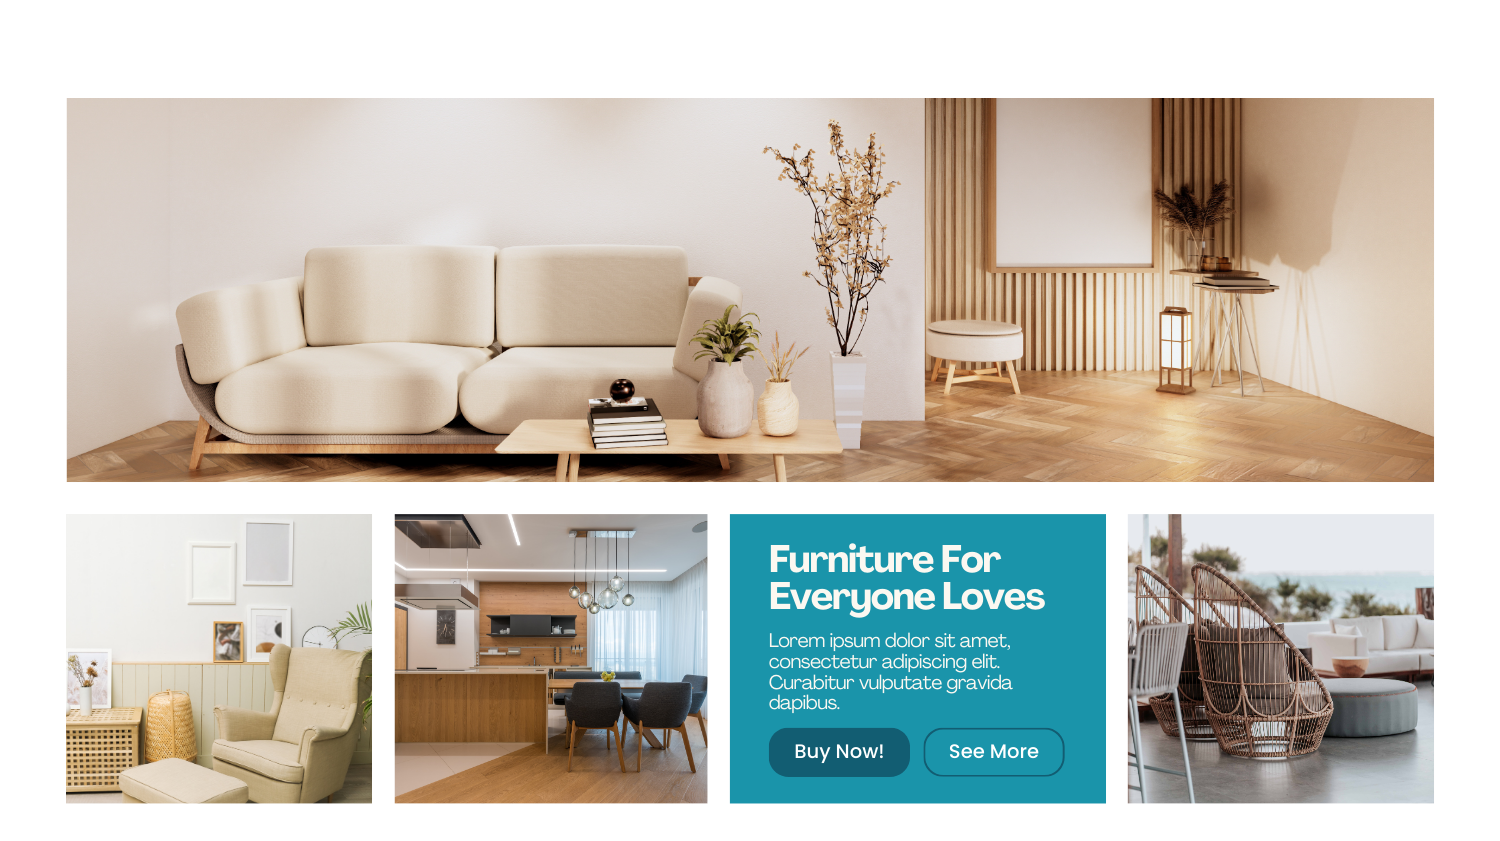 Furniture For
Everyone Loves
Lorem ipsum dolor sit amet,
consectetur adipiscing elit.
Curabitur vulputate gravida
dapibus.
Buy Now!
See More